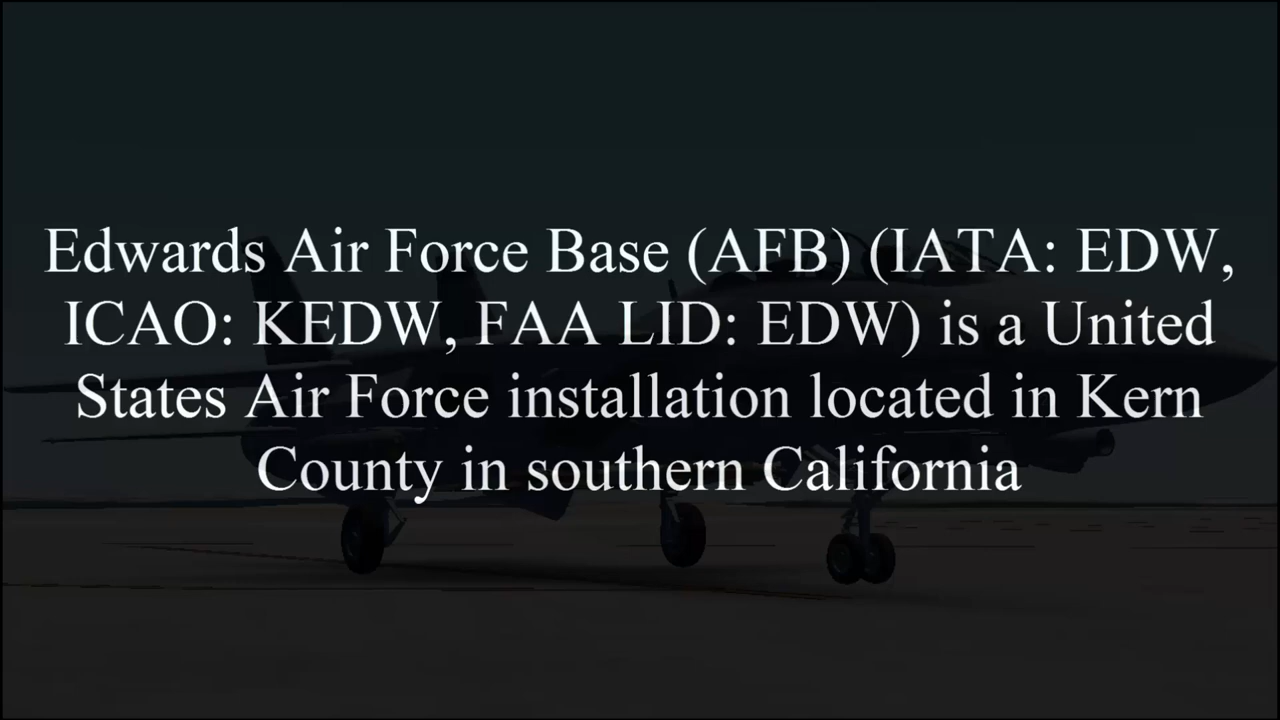 Edwards Air Force Base (AFB) (IATA: EDW,
ICAO: KEDW, FAA LID: EDW) is a United
States Air Force installation located in Kern
County in southern California